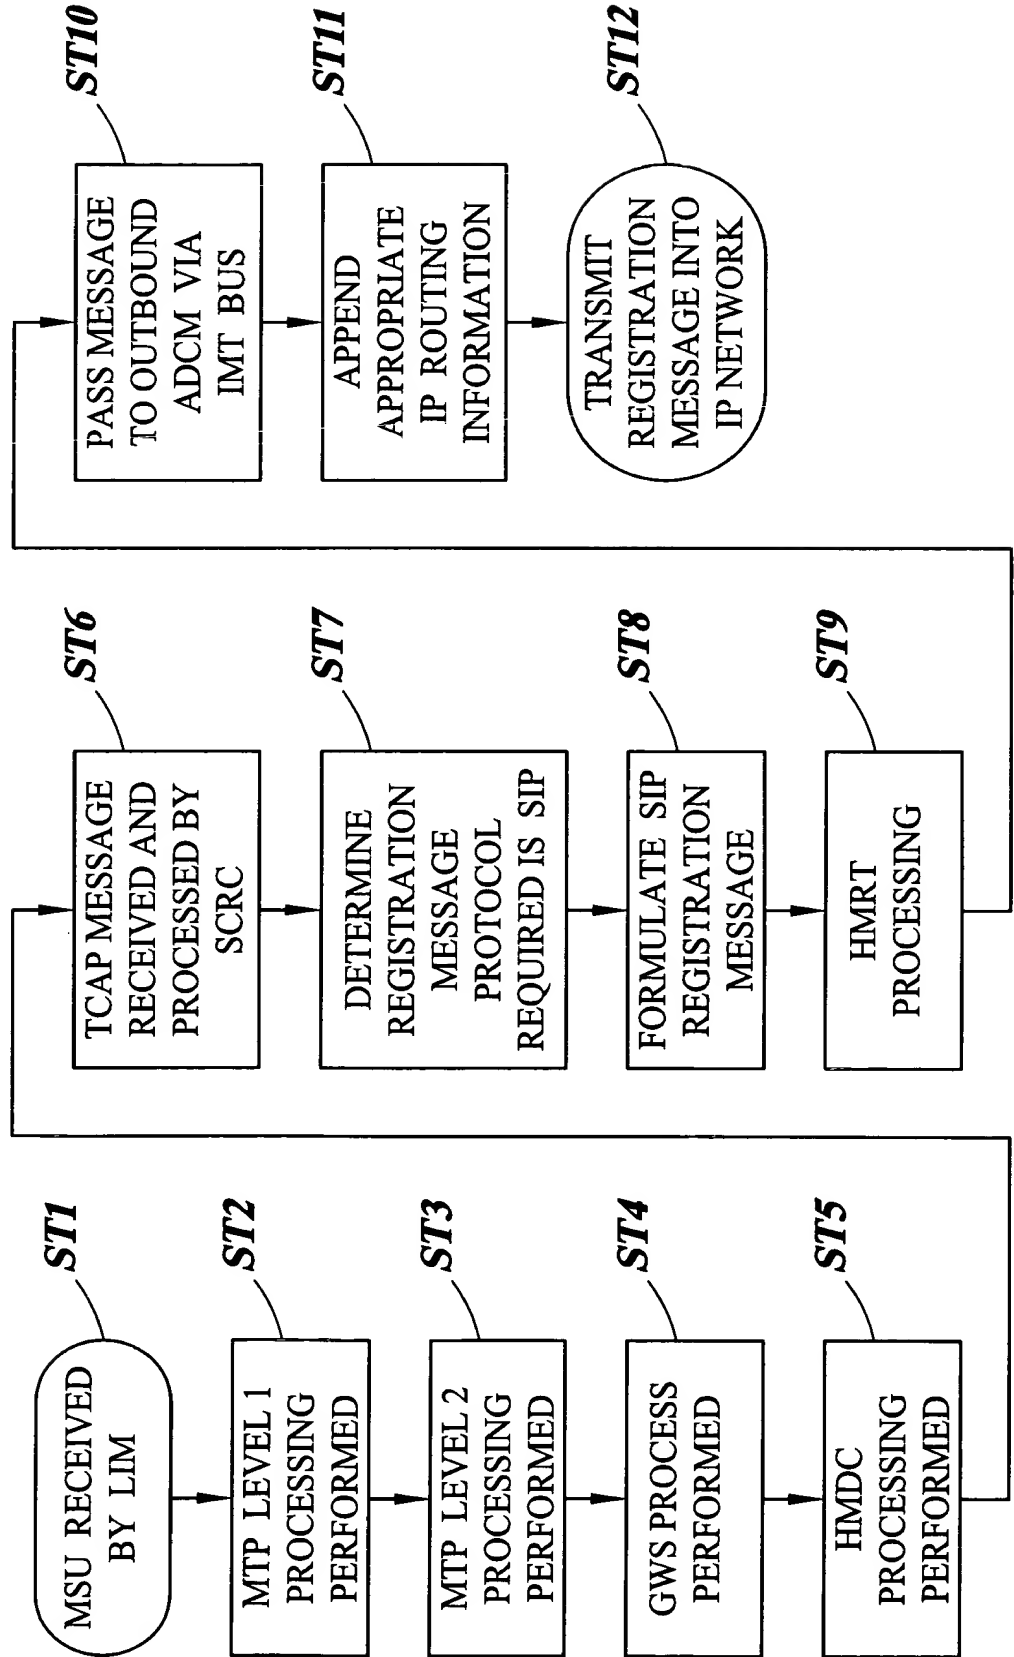 MSU RECEIVED
BY LIM
ST1
MTP LEVEL 1
PROCESSING
PERFORMED
ST2
MTP LEVEL 2
PROCESSING
PERFORMED
ST3
GWS PROCESS
PERFORMED
ST4
HMDC
PROCESSING
PERFORMED
ST5
TCAP MESSAGE
RECEIVED AND
PROCESSED BY
SCRC
ST6
DETERMINE
REGISTRATION
MESSAGE
PROTOCOL
REQUIRED IS SIP
ST7
FORMULATE SIP
REGISTRATION
MESSAGE
ST8
HMRT
PROCESSING
ST9
PASS MESSAGE
TO OUTBOUND
ADCM VIA
IMT BUS
ST10
APPEND
APPROPRIATE
IP ROUTING
INFORMATION
ST11
TRANSMIT
REGISTRATION
MESSAGE INTO
IP NETWORK
ST12